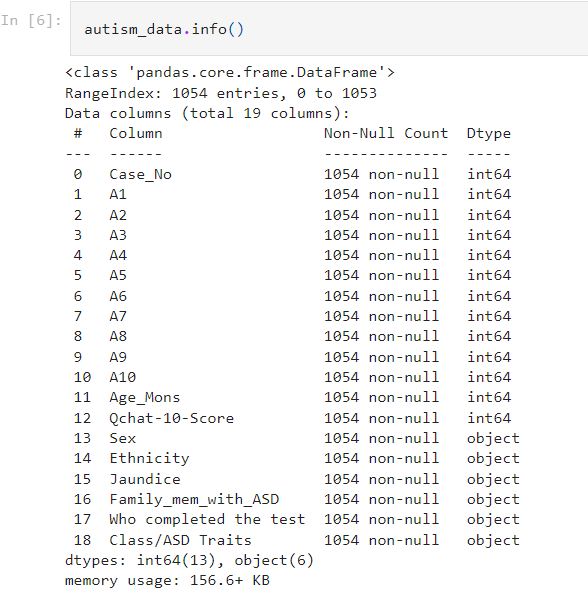 In [6]:
autism_data.info()
<class 'pandas.core.frame.DataFrame'>
RangeIndex: 1054 entries, 0 to 1053
Data columns (total 19 columns):
 #   Column                  Non-Null Count  Dtype
---  ------                  --------------  -----
 0   Case_No                 1054 non-null   int64
 1   A1                      1054 non-null   int64
 2   A2                      1054 non-null   int64
 3   A3                      1054 non-null   int64
 4   A4                      1054 non-null   int64
 5   A5                      1054 non-null   int64
 6   A6                      1054 non-null   int64
 7   A7                      1054 non-null   int64
 8   A8                      1054 non-null   int64
 9   A9                      1054 non-null   int64
 10  A10                     1054 non-null   int64
 11  Age_Mons                1054 non-null   int64
 12  Qchat-10-Score          1054 non-null   int64
 13  Sex                     1054 non-null   object
 14  Ethnicity               1054 non-null   object
 15  Jaundice                1054 non-null   object
 16  Family_mem_with_ASD     1054 non-null   object
 17  Who completed the test  1054 non-null   object
 18  Class/ASD Traits        1054 non-null   object
dtypes: int64(13), object(6)
memory usage: 156.6+ KB